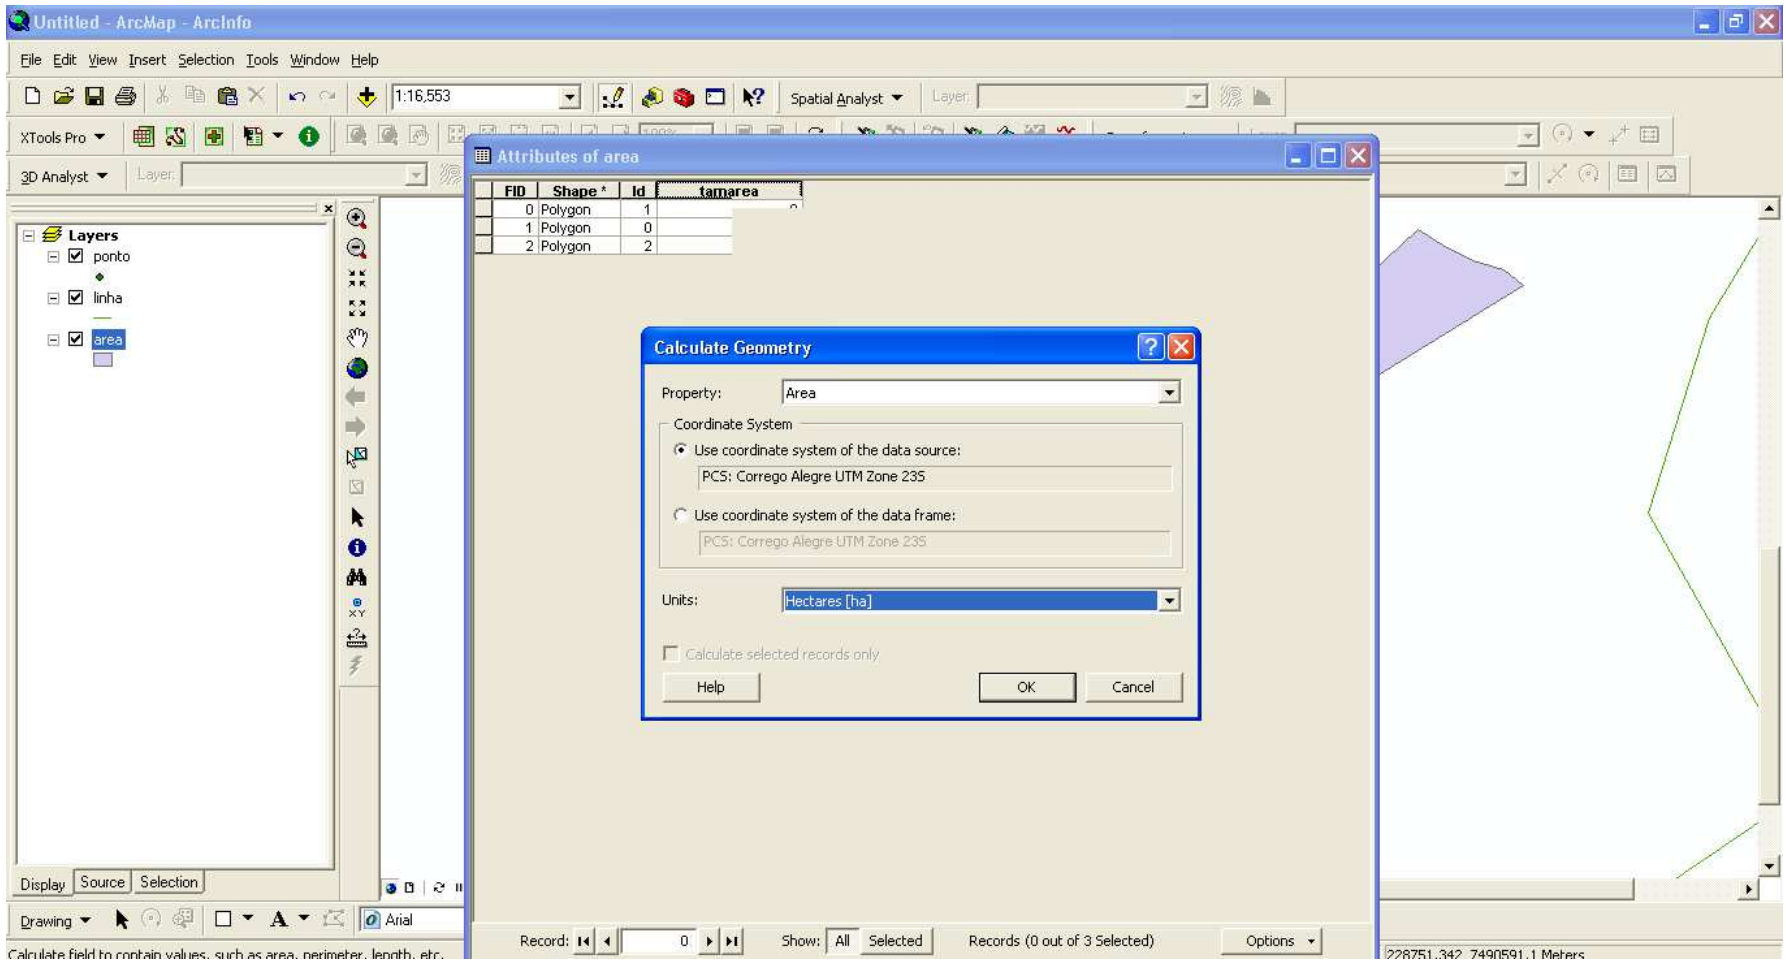 Untitled - ArcMap - ArcInfo
File Edit View Insert Selection Tools Window Help
1:16,553 Spatial Analyst Layer:
XTools Pro
3D Analyst Layer:
Attributes of area
FID Shape * Id tamarea
0 Polygon 1
1 Polygon 0
2 Polygon 2
Layers
ponto
linha
area
XY
Calculate Geometry
Property: Area
Coordinate System
Use coordinate system of the data source:
PCS: Corrego Alegre UTM Zone 23S
Use coordinate system of the data frame:
PCS: Corrego Alegre UTM Zone 23S
Units: Hectares [ha]
Calculate selected records only
Help OK Cancel
Display Source Selection
Drawing A Arial
Record: 0 Show: All Selected Records (0 out of 3 Selected) Options
Calculate field to contain values, such as area, perimeter, length, etc. 228751.342 7490591.1 Meters